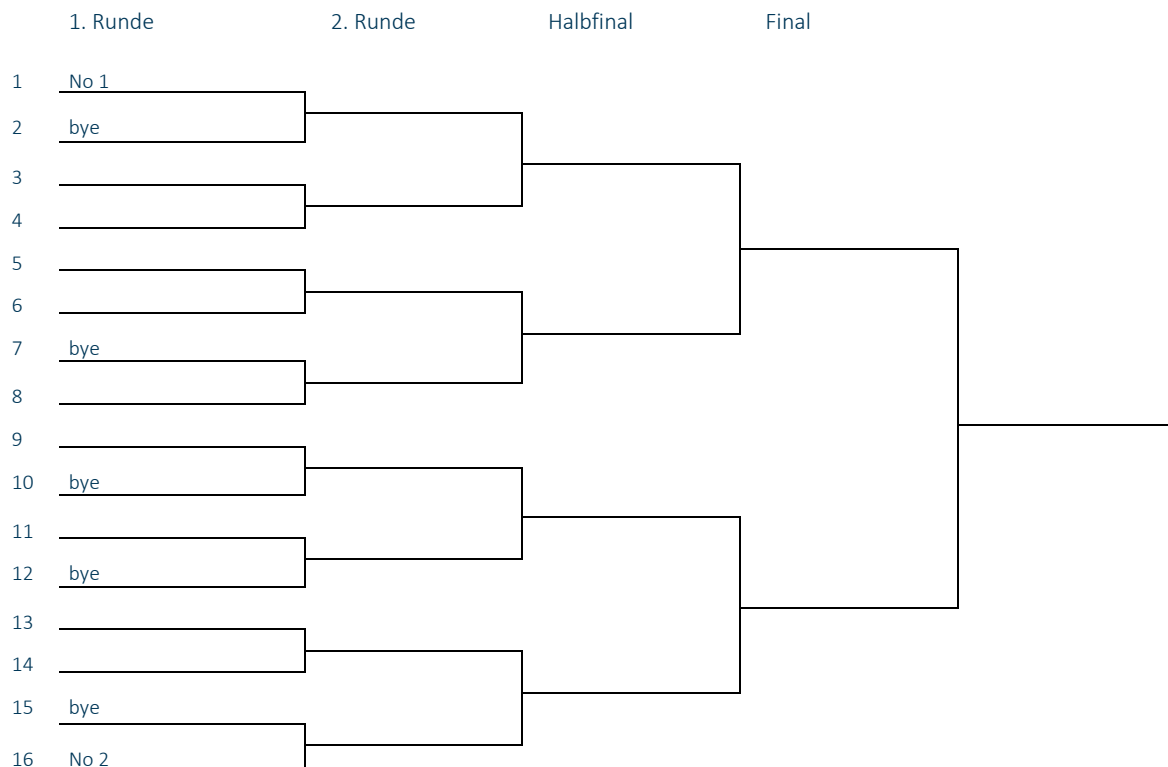 1. Runde 2. Runde Halbfinal Final
1 No 1
2 bye
3
4
5
6
7 bye
8
9
10 bye
11
12 bye
13
14
15 bye
16 No 2